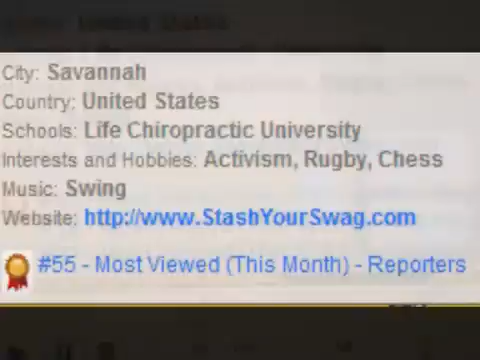 City: Savannah
Country: United States
Schools: Life Chiropractic University
Interests and Hobbies: Activism, Rugby, Chess
Music: Swing
Website: http://www.StashYourSwag.com
#55 - Most Viewed (This Month) - Reporters